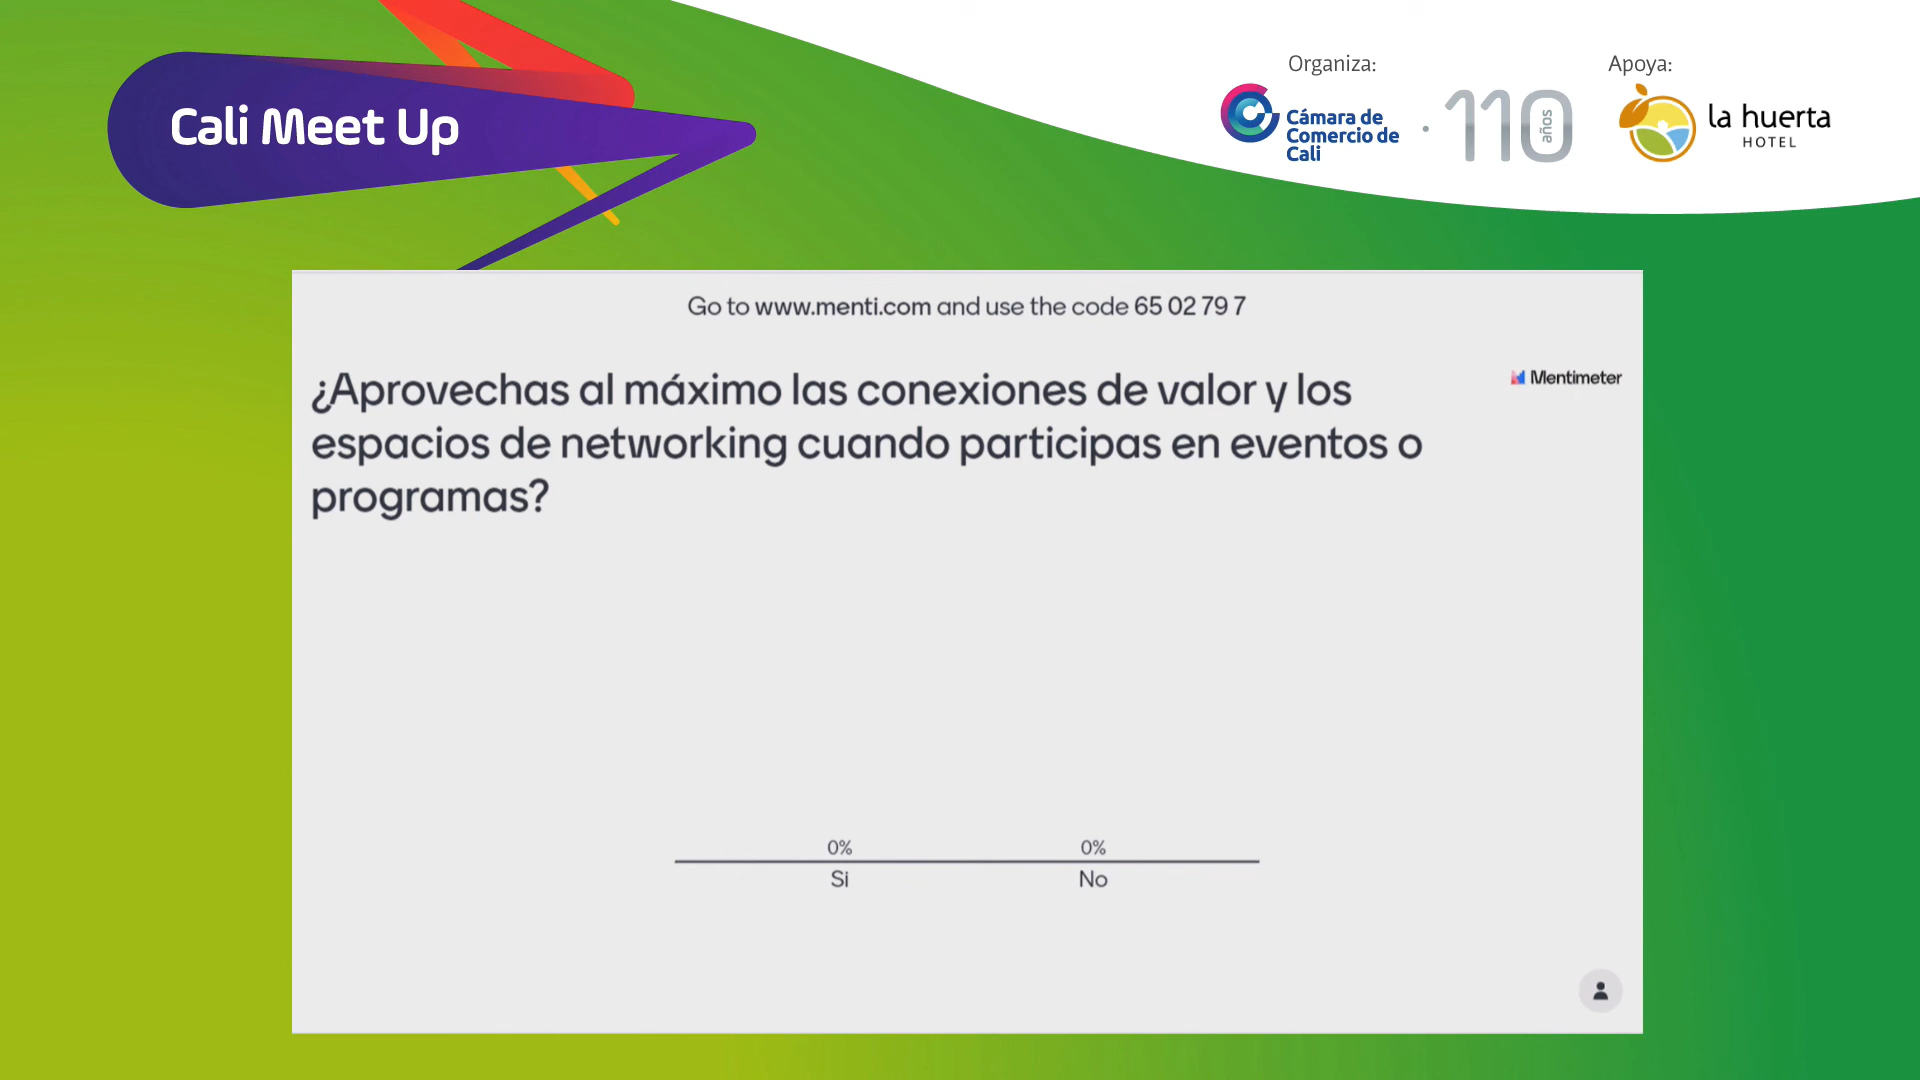 Cali Meet Up
Organiza:
Cámara de
Comercio de
Cali
110
años
Apoya:
la huerta
HOTEL
Go to www.menti.com and use the code 65 02 79 7
¿Aprovechas al máximo las conexiones de valor y los
espacios de networking cuando participas en eventos o
programas?
Mentimeter
0% 0%
Si No